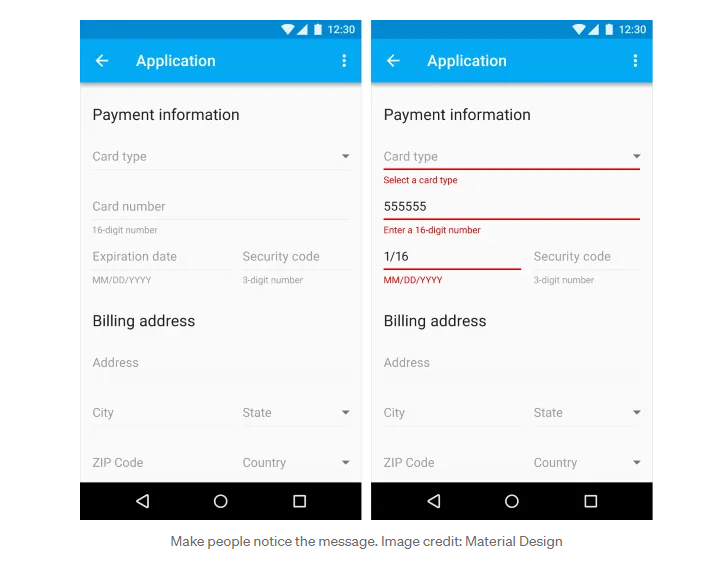 12:30
Application
Payment information
Card type
Card number
16-digit number
Expiration date Security code
MM/DD/YYYY 3-digit number
Billing address
Address
City State
ZIP Code Country
12:30
Application
Payment information
Card type
Select a card type
555555
Enter a 16-digit number
1/16 Security code
MM/DD/YYYY 3-digit number
Billing address
Address
City State
ZIP Code Country
Make people notice the message. Image credit: Material Design